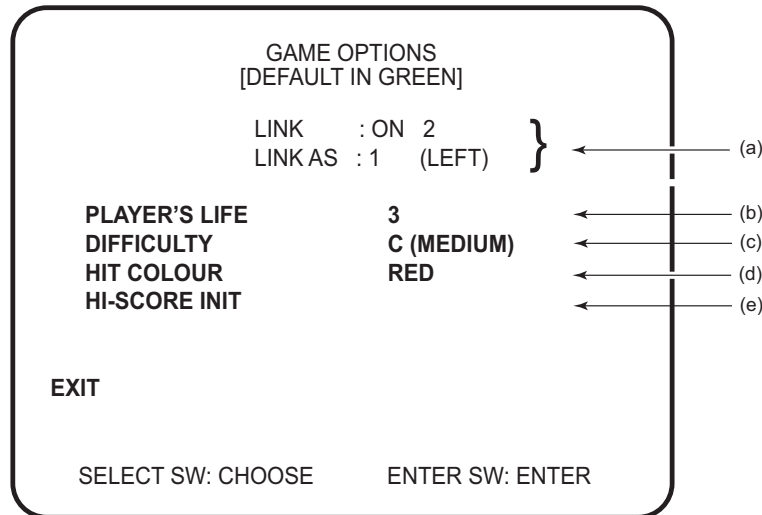 GAME OPTIONS
[DEFAULT IN GREEN]
LINK : ON 2
LINK AS : 1 (LEFT)
}
(a)
PLAYER'S LIFE 3 (b)
DIFFICULTY C (MEDIUM) (c)
HIT COLOUR RED (d)
HI-SCORE INIT (e)
EXIT
SELECT SW: CHOOSE ENTER SW: ENTER